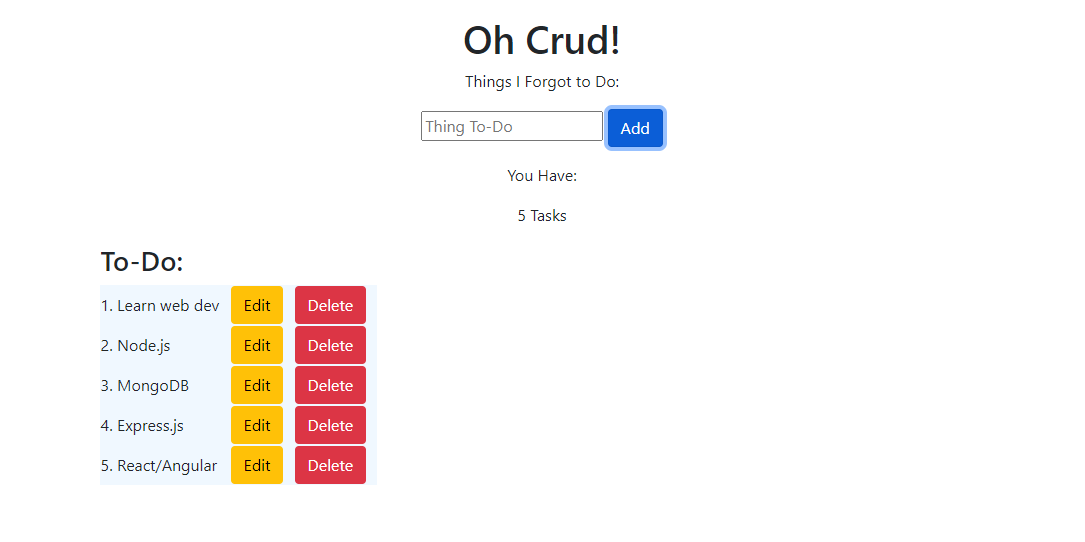 Oh Crud!
Things I Forgot to Do:
Thing To-Do Add
You Have:
5 Tasks
To-Do:
1. Learn web dev Edit Delete
2. Node.js Edit Delete
3. MongoDB Edit Delete
4. Express.js Edit Delete
5. React/Angular Edit Delete